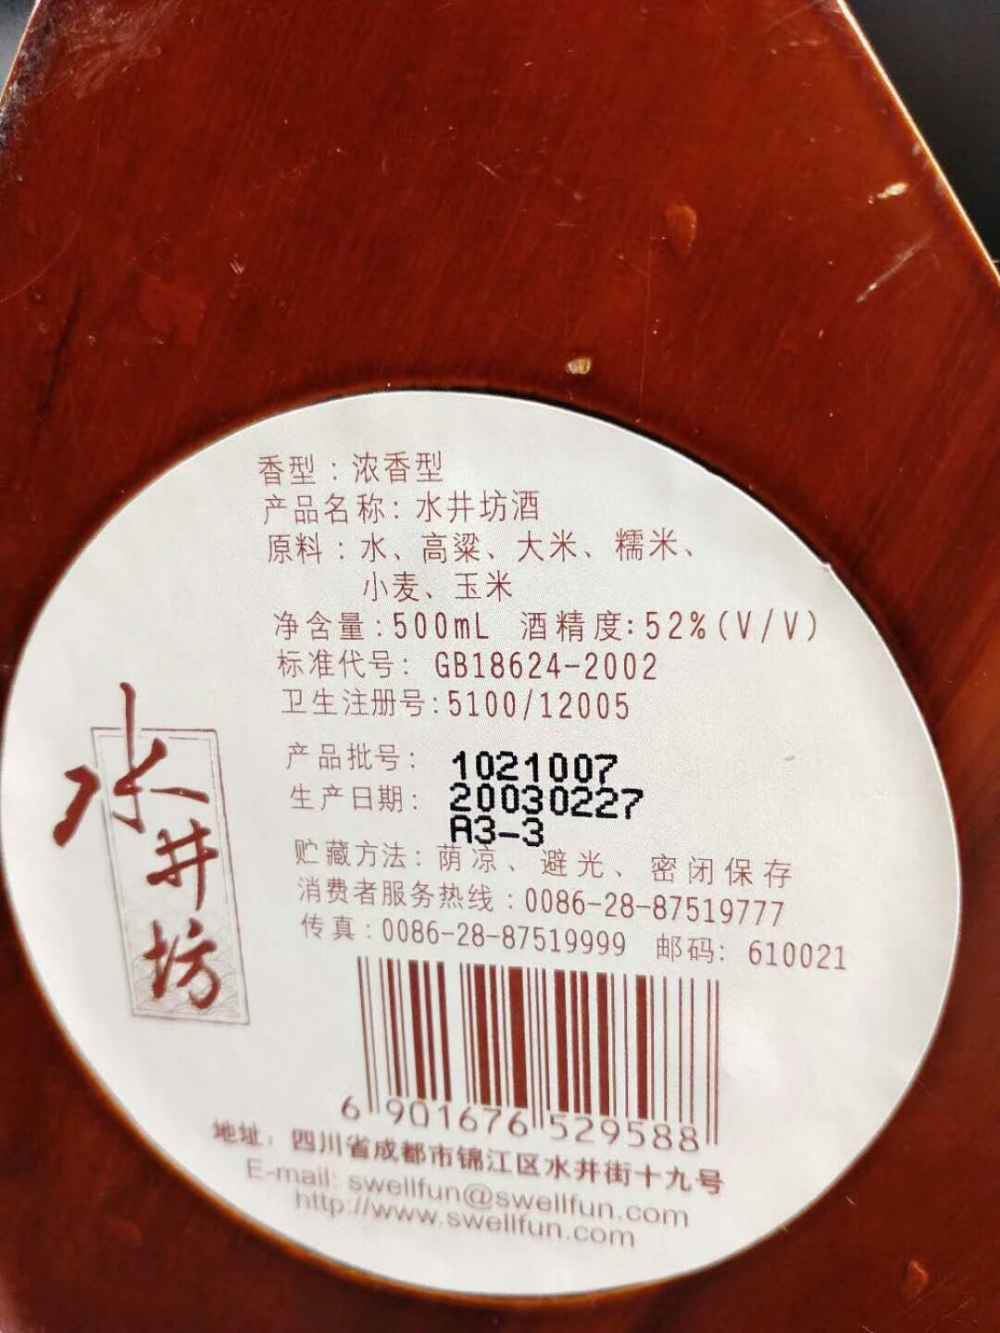 香型：浓香型
产品名称：水井坊酒
原料：水、高粱、大米、糯米、
小麦、玉米
净含量：500mL 酒精度：52%(V/V)
标准代号：GB18624-2002
卫生注册号：5100/12005
产品批号：1021007
生产日期：20030227
A3-3
贮藏方法：荫凉、避光、密闭保存
消费者服务热线：0086-28-87519777
传真：0086-28-87519999 邮码：610021
水井坊
6 901676 529588
地址：四川省成都市锦江区水井街十九号
E-mail: swellfun@swellfun.com
http://www.swellfun.com